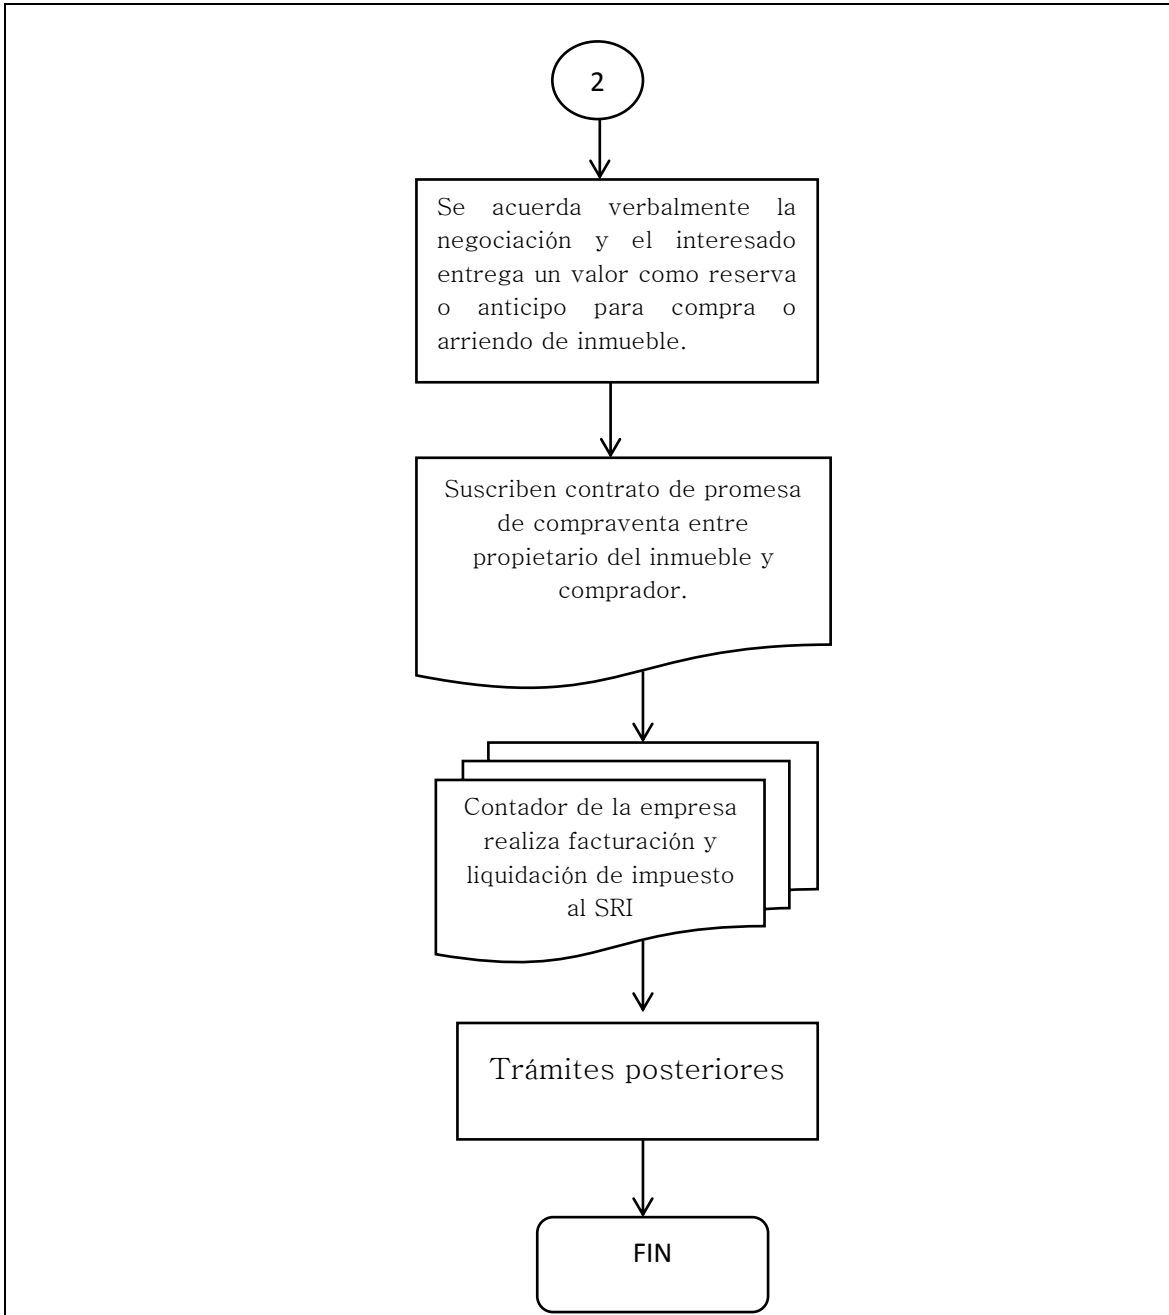 2
Se acuerda verbalmente la
negociación y el interesado
entrega un valor como reserva
o anticipo para compra o
arriendo de inmueble.
Suscriben contrato de promesa
de compraventa entre
propietario del inmueble y
comprador.
Contador de la empresa
realiza facturación y
liquidación de impuesto
al SRI
Trámites posteriores
FIN